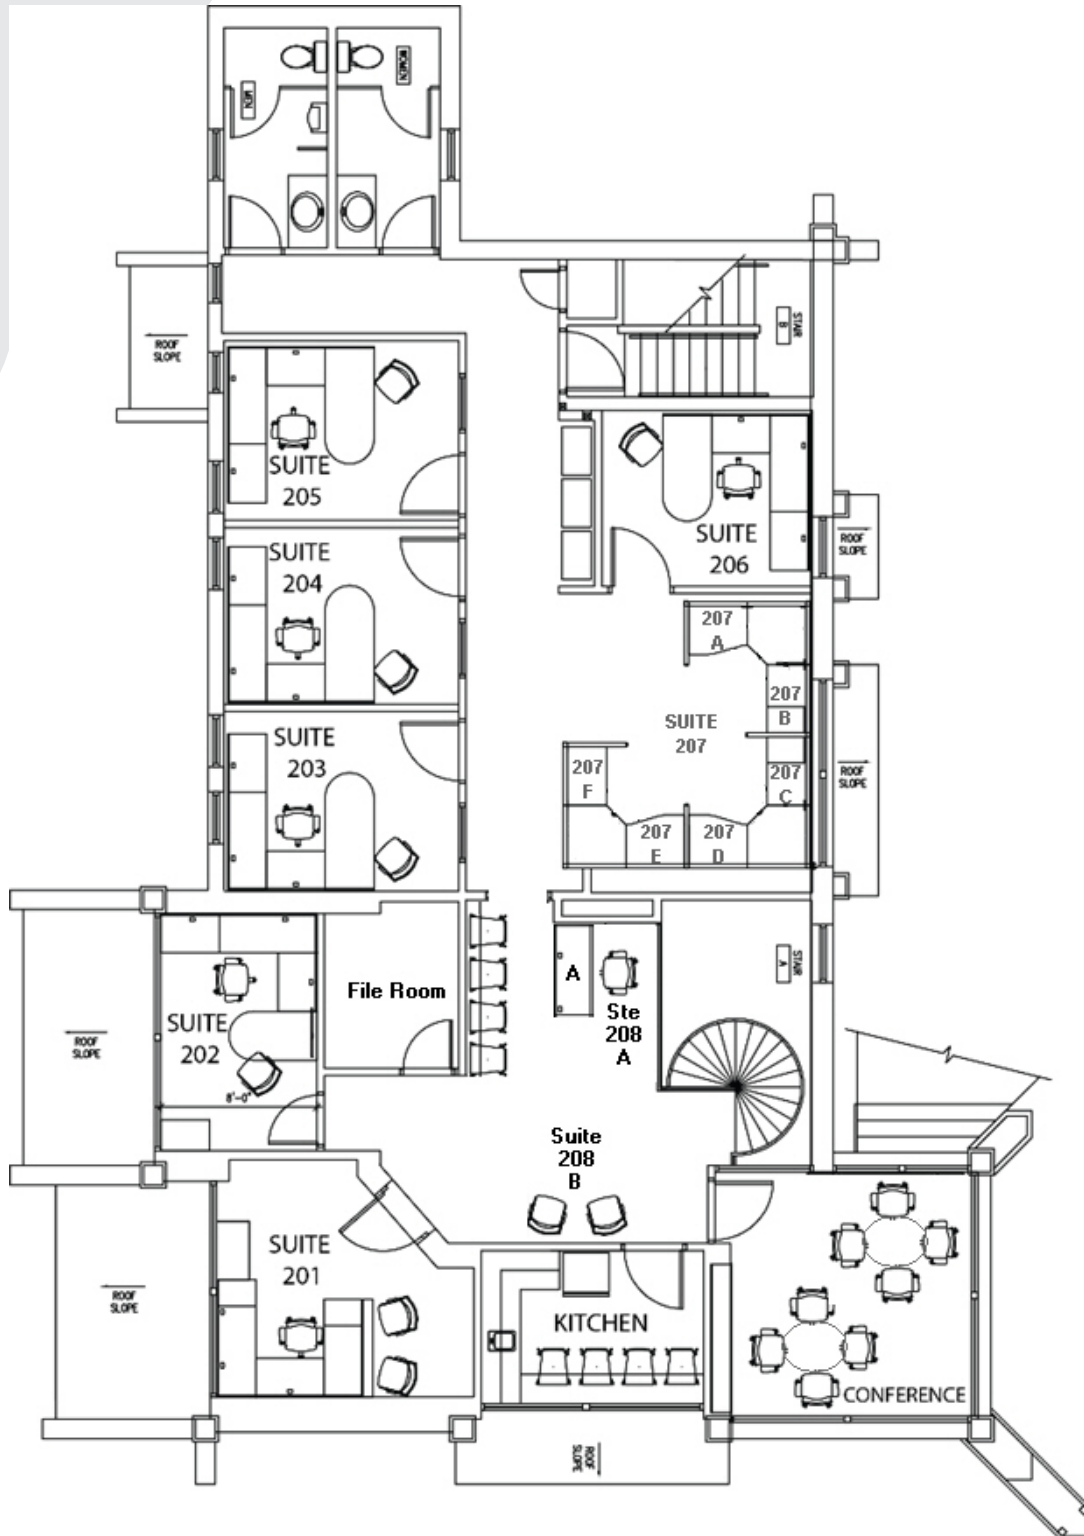 WOMEN
MEN
STAIR
B
ROOF
SLOPE
SUITE
205
SUITE
206
ROOF
SLOPE
SUITE
204
207
A
207
B
SUITE
207
SUITE
203
207
F
207
C
ROOF
SLOPE
207
E
207
D
STAIR
A
File Room
A
Ste
208
A
SUITE
202
ROOF
SLOPE
8'-0"
Suite
208
B
SUITE
201
ROOF
SLOPE
KITCHEN
CONFERENCE
ROOF
SLOPE